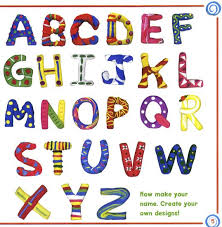 ABCDEF
GHIJKL
MNOPQR
STUVW
XYZ
Now make your
name. Create your
own designs!
5